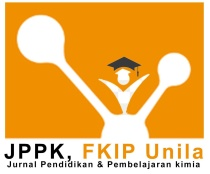 JPPK, FKIP Unila
Jurnal Pendidikan & Pembelajaran kimia